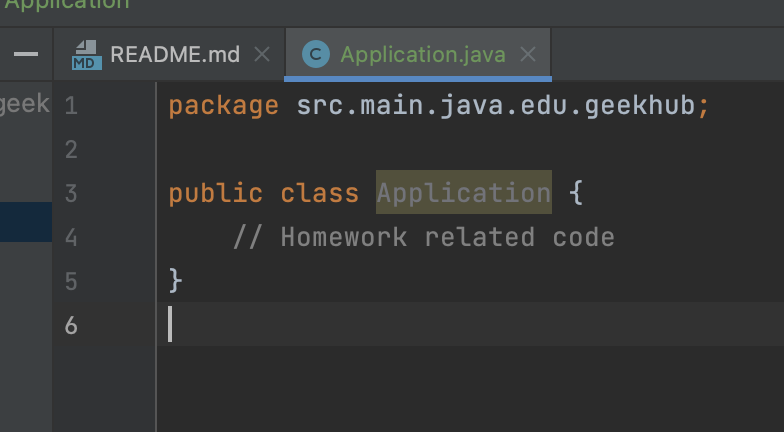 Application
MD README.md
C Application.java
geek
1 package src.main.java.edu.geekhub;
2
3 public class Application {
4     // Homework related code
5 }
6